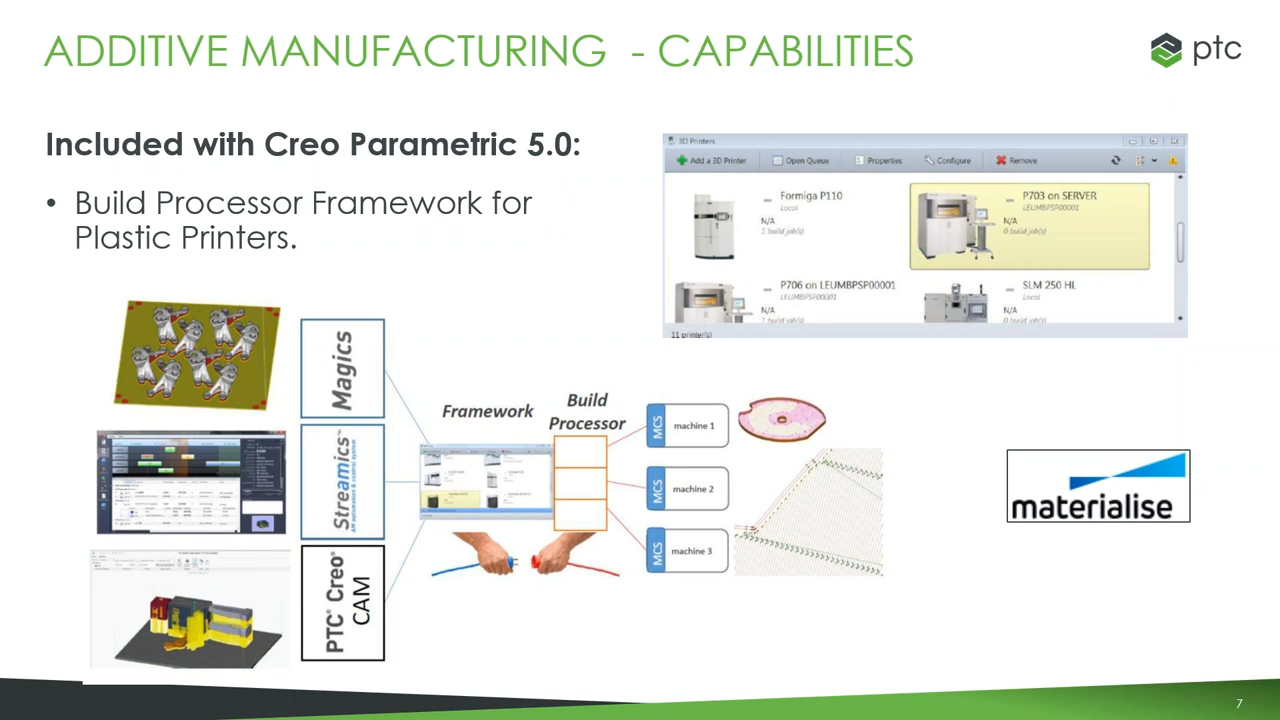 ADDITIVE MANUFACTURING - CAPABILITIES
ptc
Included with Creo Parametric 5.0:
• Build Processor Framework for
Plastic Printers.
3D Printers
Add a 3D Printer Open Queue Properties Configure Remove
Formiga P110
Local
N/A
1 build job(s)
P703 on SERVER
LEUMBPSP00001
N/A
0 build job(s)
P706 on LEUMBPSP00001
LEUMBPSP00001
N/A
1 build job(s)
SLM 250 HL
Local
N/A
0 build job(s)
11 printer(s)
Magics
Streamics™
AM automation & control system
PTC® Creo®
CAM
Framework
Build
Processor
MCS machine 1
MCS machine 2
MCS machine 3
materialise
7